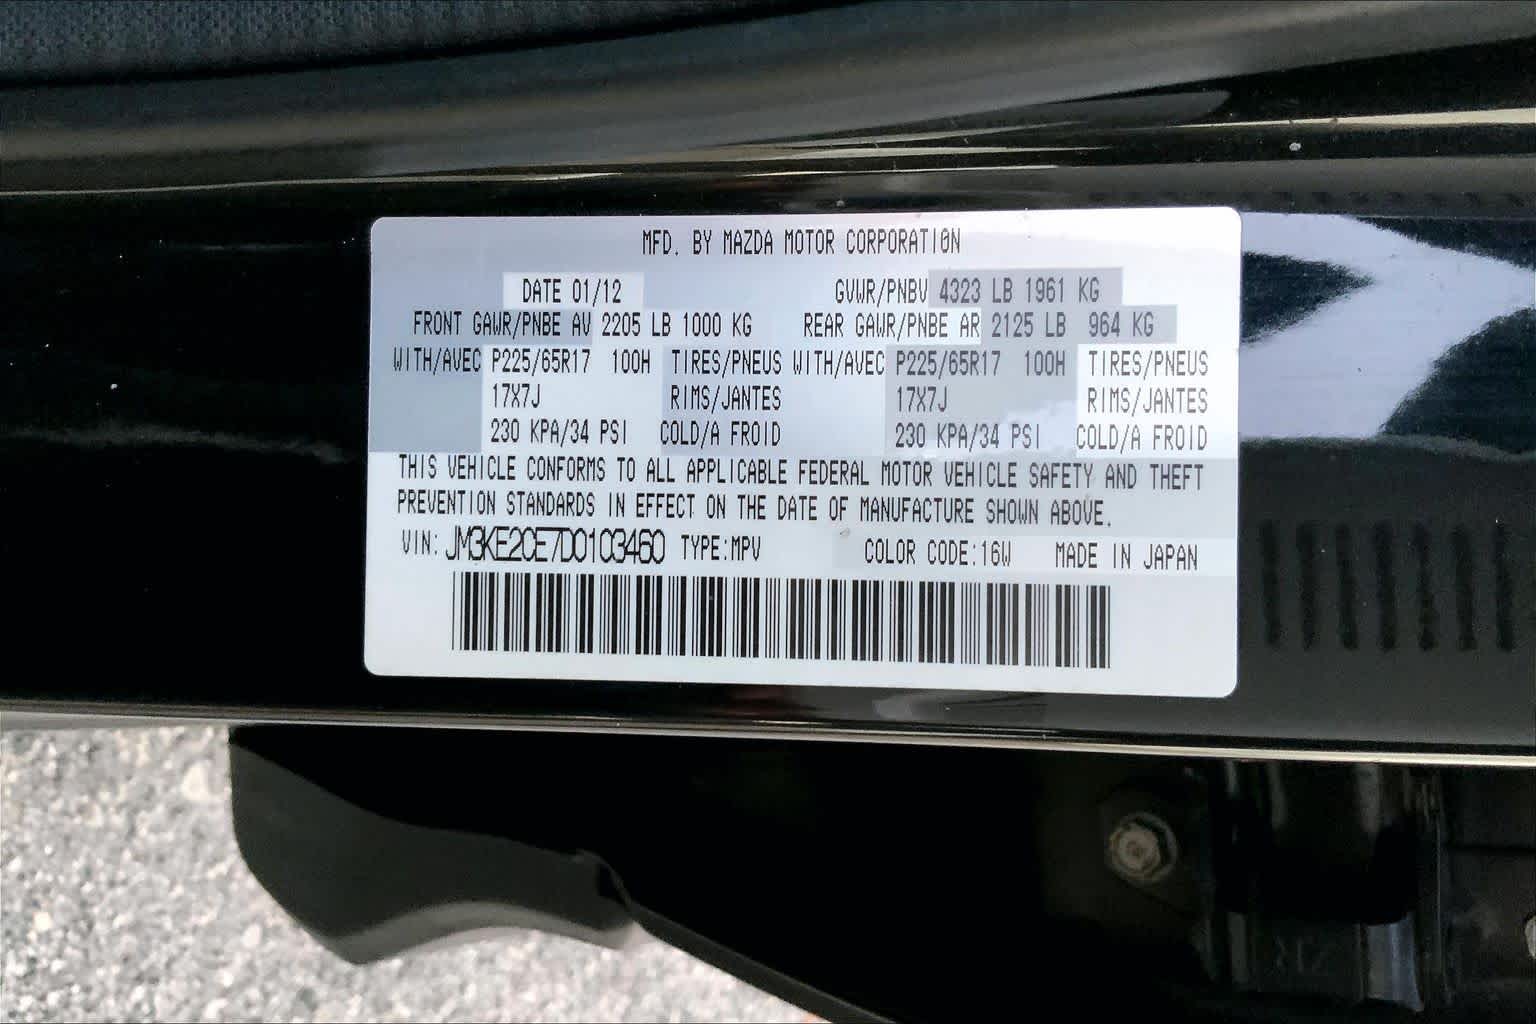 MFD. BY MAZDA MOTOR CORPORATION
DATE 01/12 GVWR/PNBV 4323 LB 1961 KG
FRONT GAWR/PNBE AV 2205 LB 1000 KG REAR GAWR/PNBE AR 2125 LB 964 KG
WITH/AVEC P225/65R17 100H TIRES/PNEUS WITH/AVEC P225/65R17 100H TIRES/PNEUS
17X7J RIMS/JANTES 17X7J RIMS/JANTES
230 KPA/34 PSI COLD/A FROID 230 KPA/34 PSI COLD/A FROID
THIS VEHICLE CONFORMS TO ALL APPLICABLE FEDERAL MOTOR VEHICLE SAFETY AND THEFT
PREVENTION STANDARDS IN EFFECT ON THE DATE OF MANUFACTURE SHOWN ABOVE.
VIN: JM3KE2CE7D0103460 TYPE:MPV COLOR CODE:16W MADE IN JAPAN